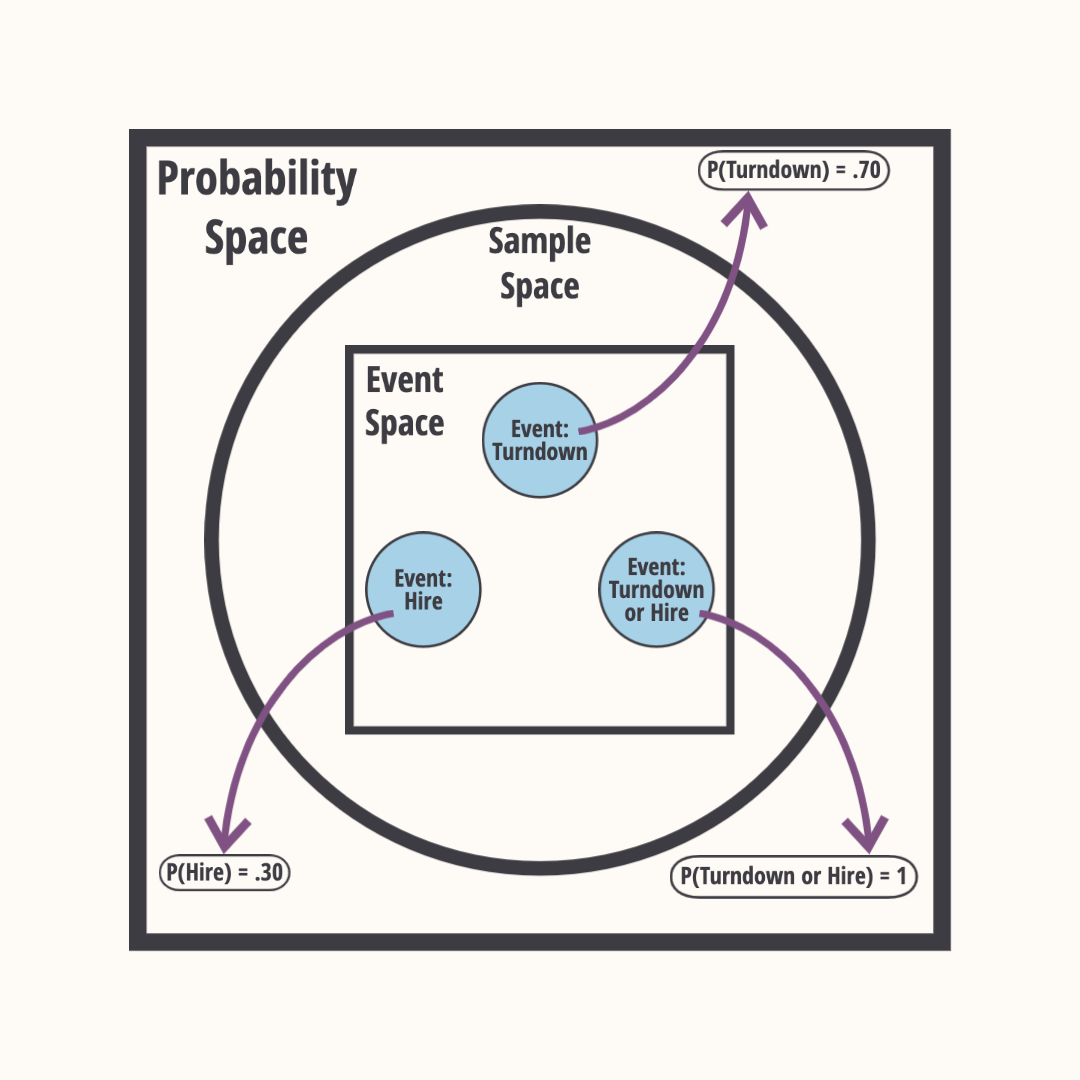 Probability
Space
P(Turndown) = .70
Sample
Space
Event
Space
Event:
Turndown
Event:
Hire
Event:
Turndown
or Hire
P(Hire) = .30
P(Turndown or Hire) = 1